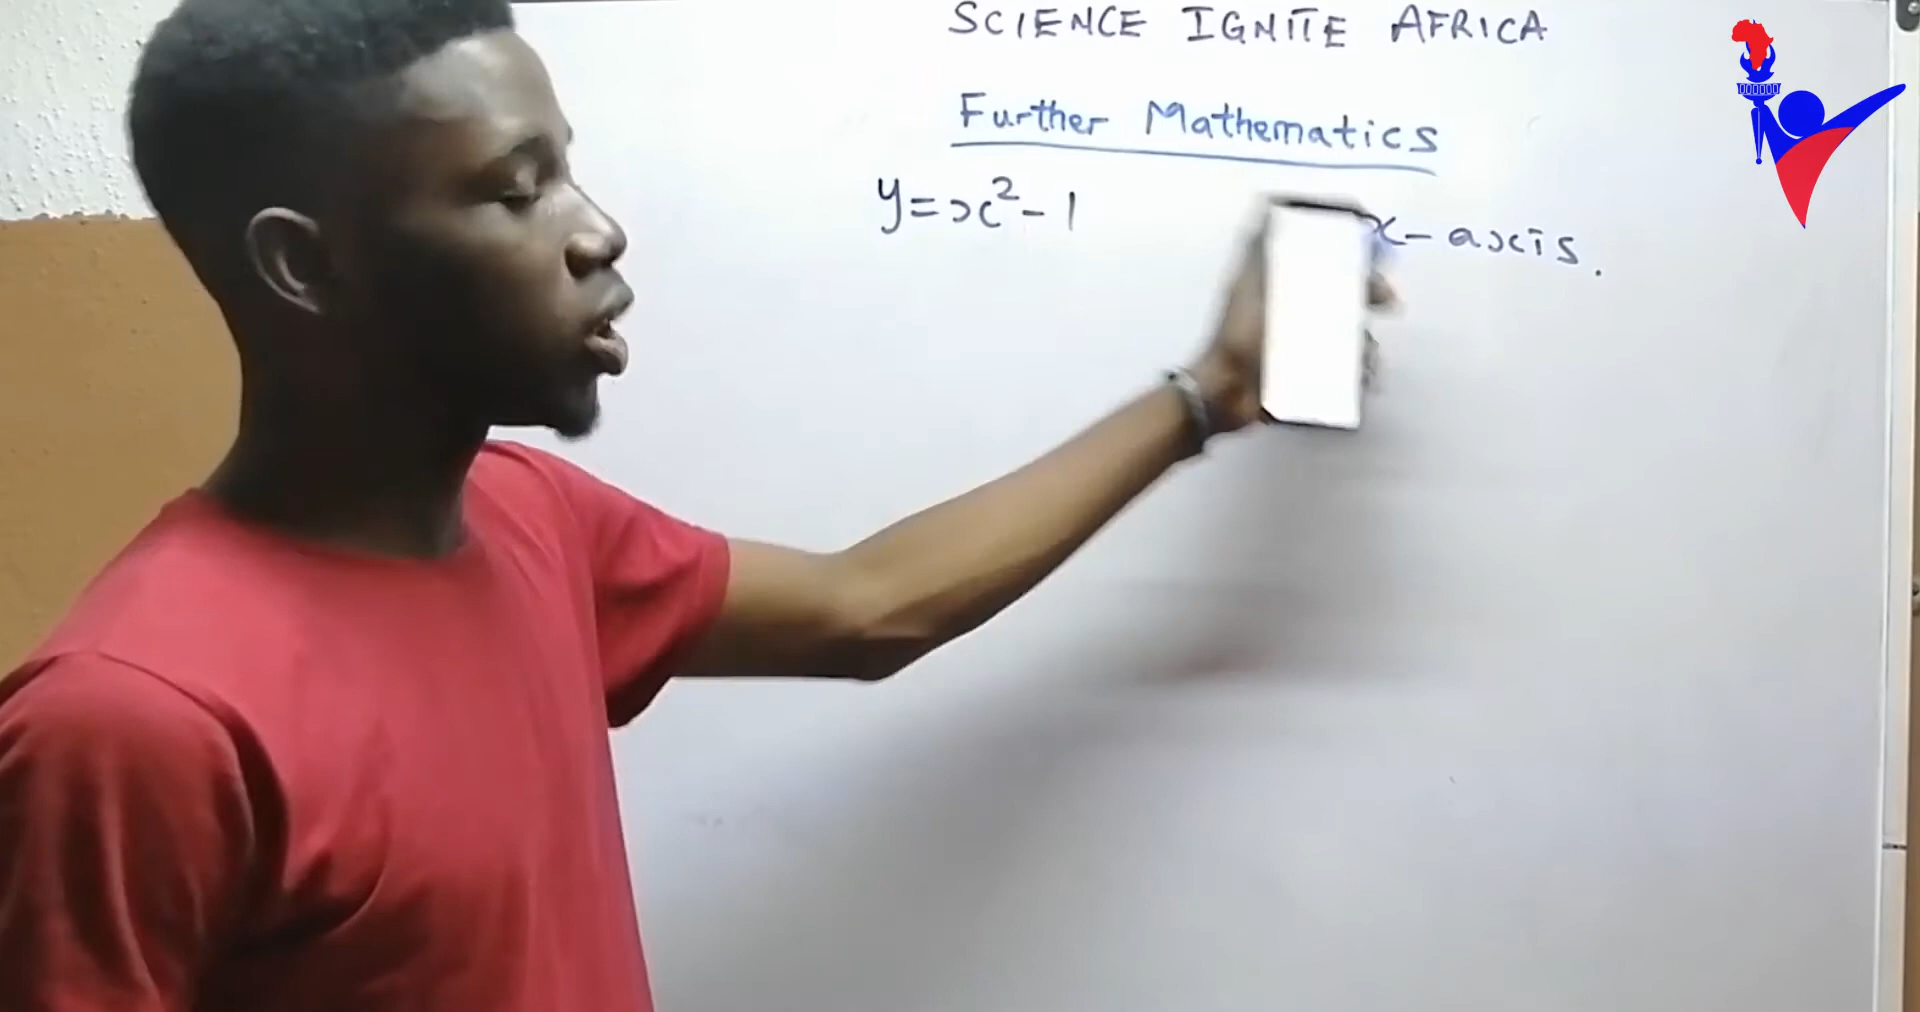 SCIENCE IGNITE AFRICA
Further Mathematics
y=x²-1 x-axis.